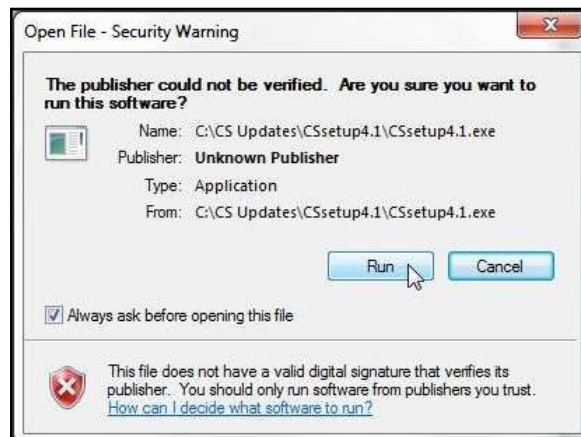 Open File - Security Warning
The publisher could not be verified. Are you sure you want to
run this software?
Name: C:\CS Updates\CSsetup4.1\CSsetup4.1.exe
Publisher: Unknown Publisher
Type: Application
From: C:\CS Updates\CSsetup4.1\CSsetup4.1.exe
Run Cancel
Always ask before opening this file
This file does not have a valid digital signature that verifies its
publisher. You should only run software from publishers you trust.
How can I decide what software to run?